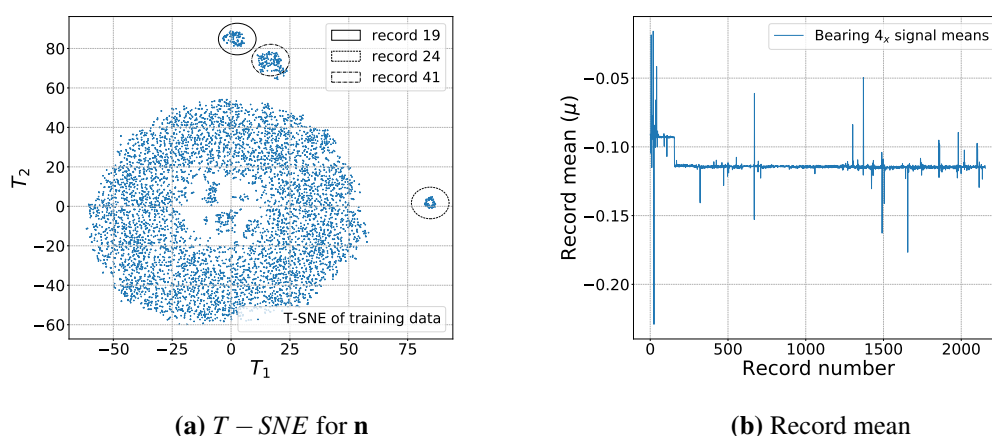 record 19
record 24
record 41
80
60
40
20
0
−20
−40
−60
T₂
T-SNE of training data
−50
−25
0
25
50
75
T₁
(a) T − SNE for n
Bearing 4ₓ signal means
−0.05
−0.10
−0.15
−0.20
Record mean (μ)
0
500
1000
1500
2000
Record number
(b) Record mean